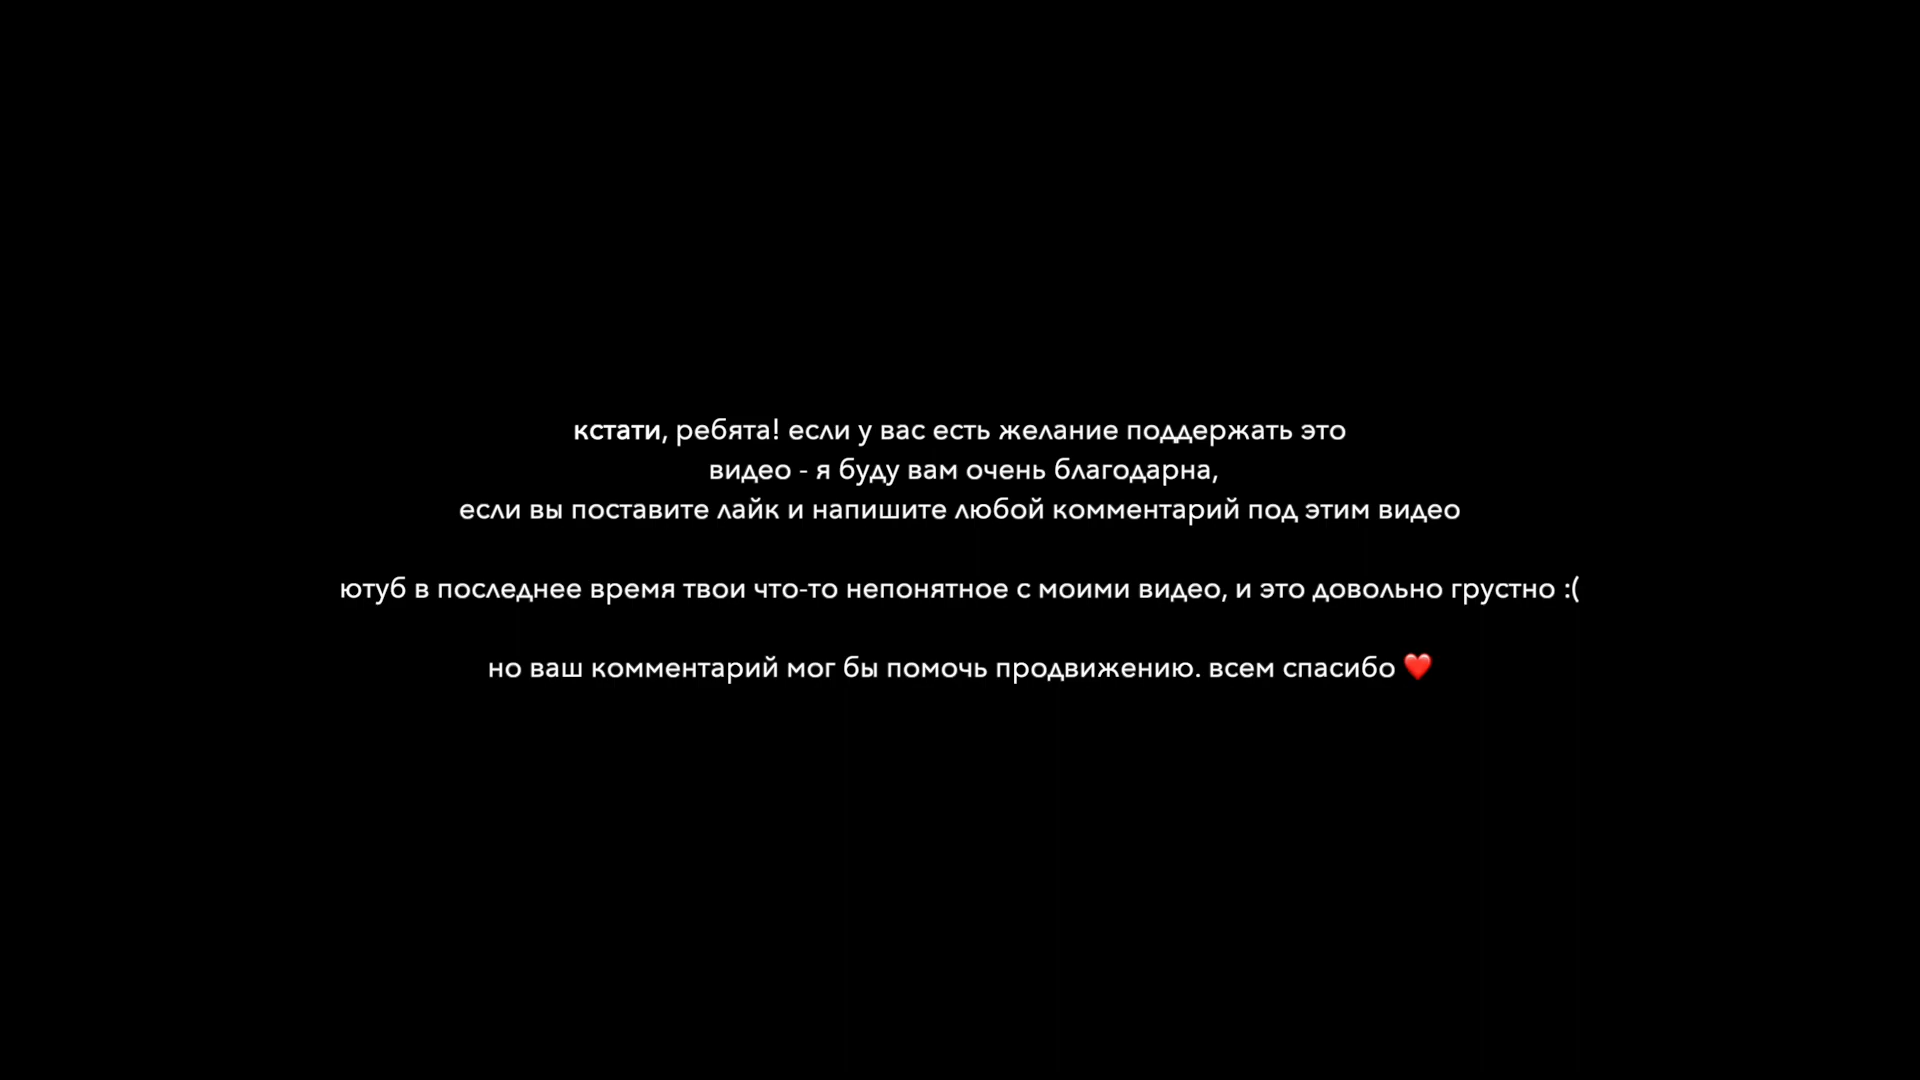 кстати, ребята! если у вас есть желание поддержать это
видео - я буду вам очень благодарна,
если вы поставите лайк и напишите любой комментарий под этим видео
ютуб в последнее время твои что-то непонятное с моими видео, и это довольно грустно :(
но ваш комментарий мог бы помочь продвижению. всем спасибо ❤️